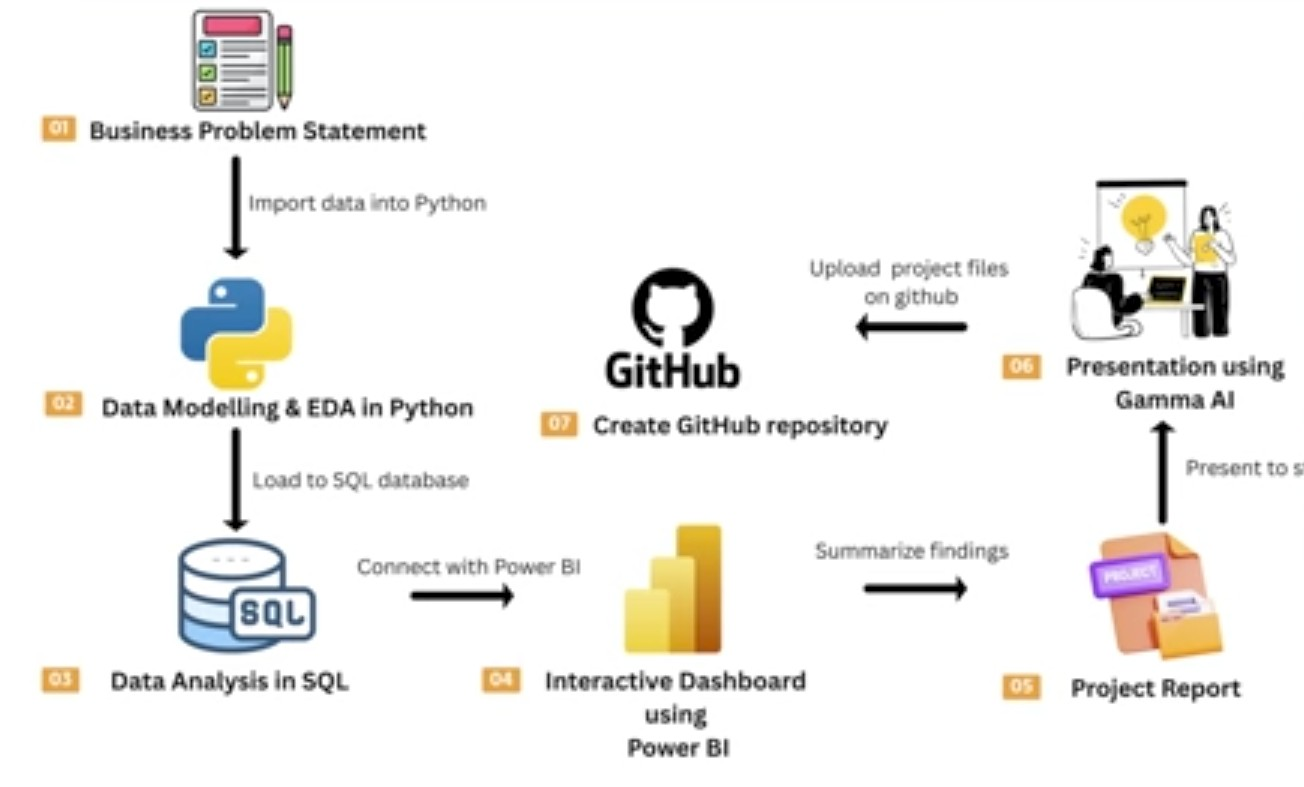 01 Business Problem Statement
Import data into Python
02 Data Modelling & EDA in Python
Load to SQL database
SQL
03 Data Analysis in SQL
Connect with Power BI
04 Interactive Dashboard
using
Power BI
Summarize findings
PROJECT
05 Project Report
Present to
06 Presentation using
Gamma AI
Upload project files
on github
GitHub
07 Create GitHub repository